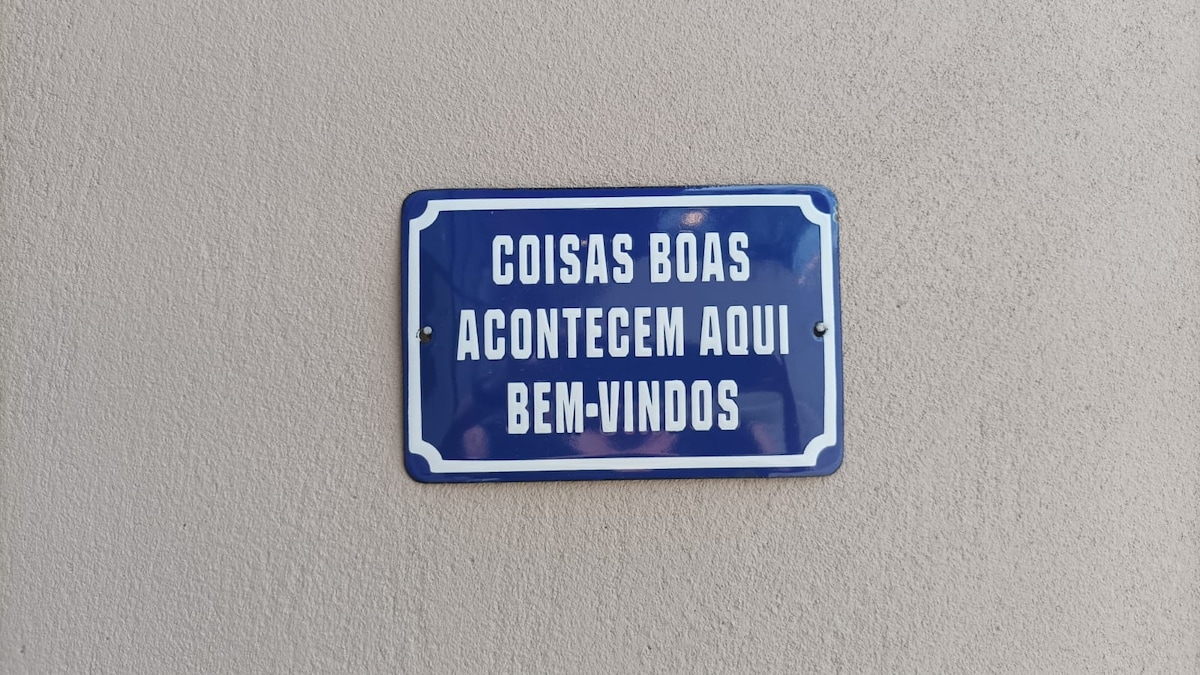 COISAS BOAS
ACONTECEM AQUI
BEM-VINDOS